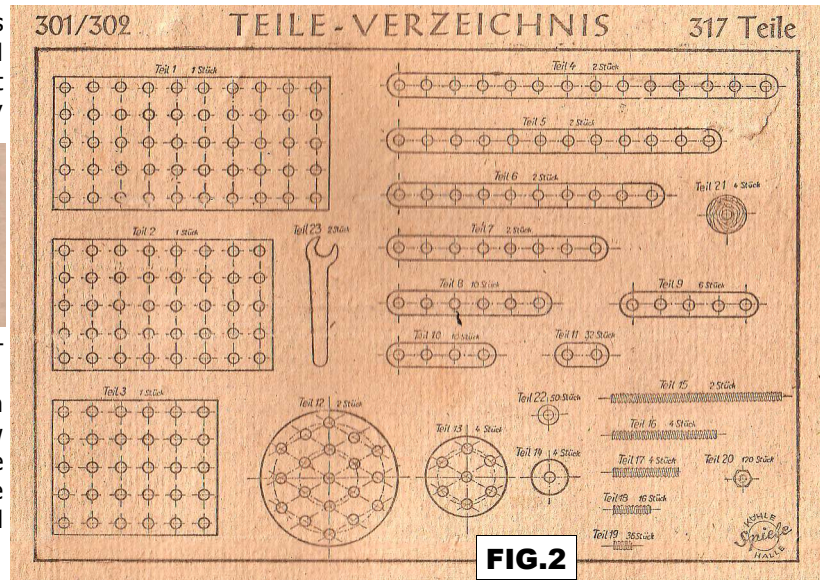 301/302 TEILE-VERZEICHNIS 317 Teile
Teil 1 1 Stück
Teil 4 2 Stück
Teil 5 2 Stück
Teil 6 2 Stück
Teil 21 4 Stück
Teil 2 1 Stück
Teil 23 2 Stück
Teil 7 2 Stück
Teil 8 10 Stück
Teil 9 6 Stück
Teil 10 10 Stück
Teil 11 32 Stück
Teil 3 1 Stück
Teil 12 2 Stück
Teil 13 4 Stück
Teil 22 50 Stück
Teil 14 4 Stück
Teil 15 2 Stück
Teil 16 4 Stück
Teil 17 4 Stück
Teil 20 120 Stück
Teil 18 16 Stück
Teil 19 36 Stück
KÜHLE
Spiele
HALLE
FIG.2